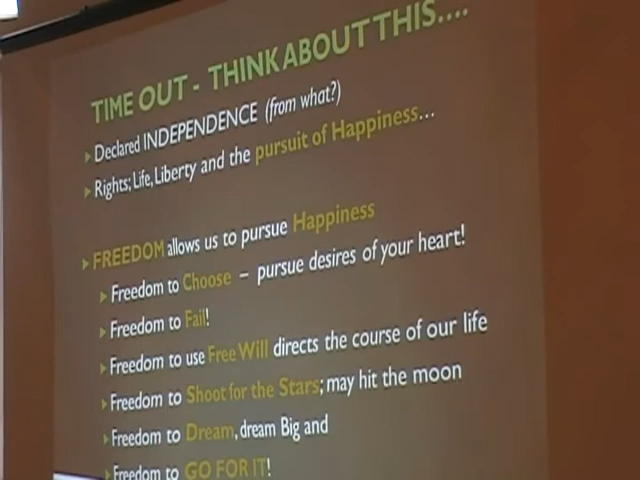 TIME OUT - THINK ABOUT THIS....
Declared INDEPENDENCE (from what?)
Rights; Life, Liberty and the pursuit of Happiness...
FREEDOM allows us to pursue Happiness
Freedom to Choose – pursue desires of your heart!
Freedom to Fail!
Freedom to use Free Will directs the course of our life
Freedom to Shoot for the Stars; may hit the moon
Freedom to Dream, dream Big and
Freedom to GO FOR IT!